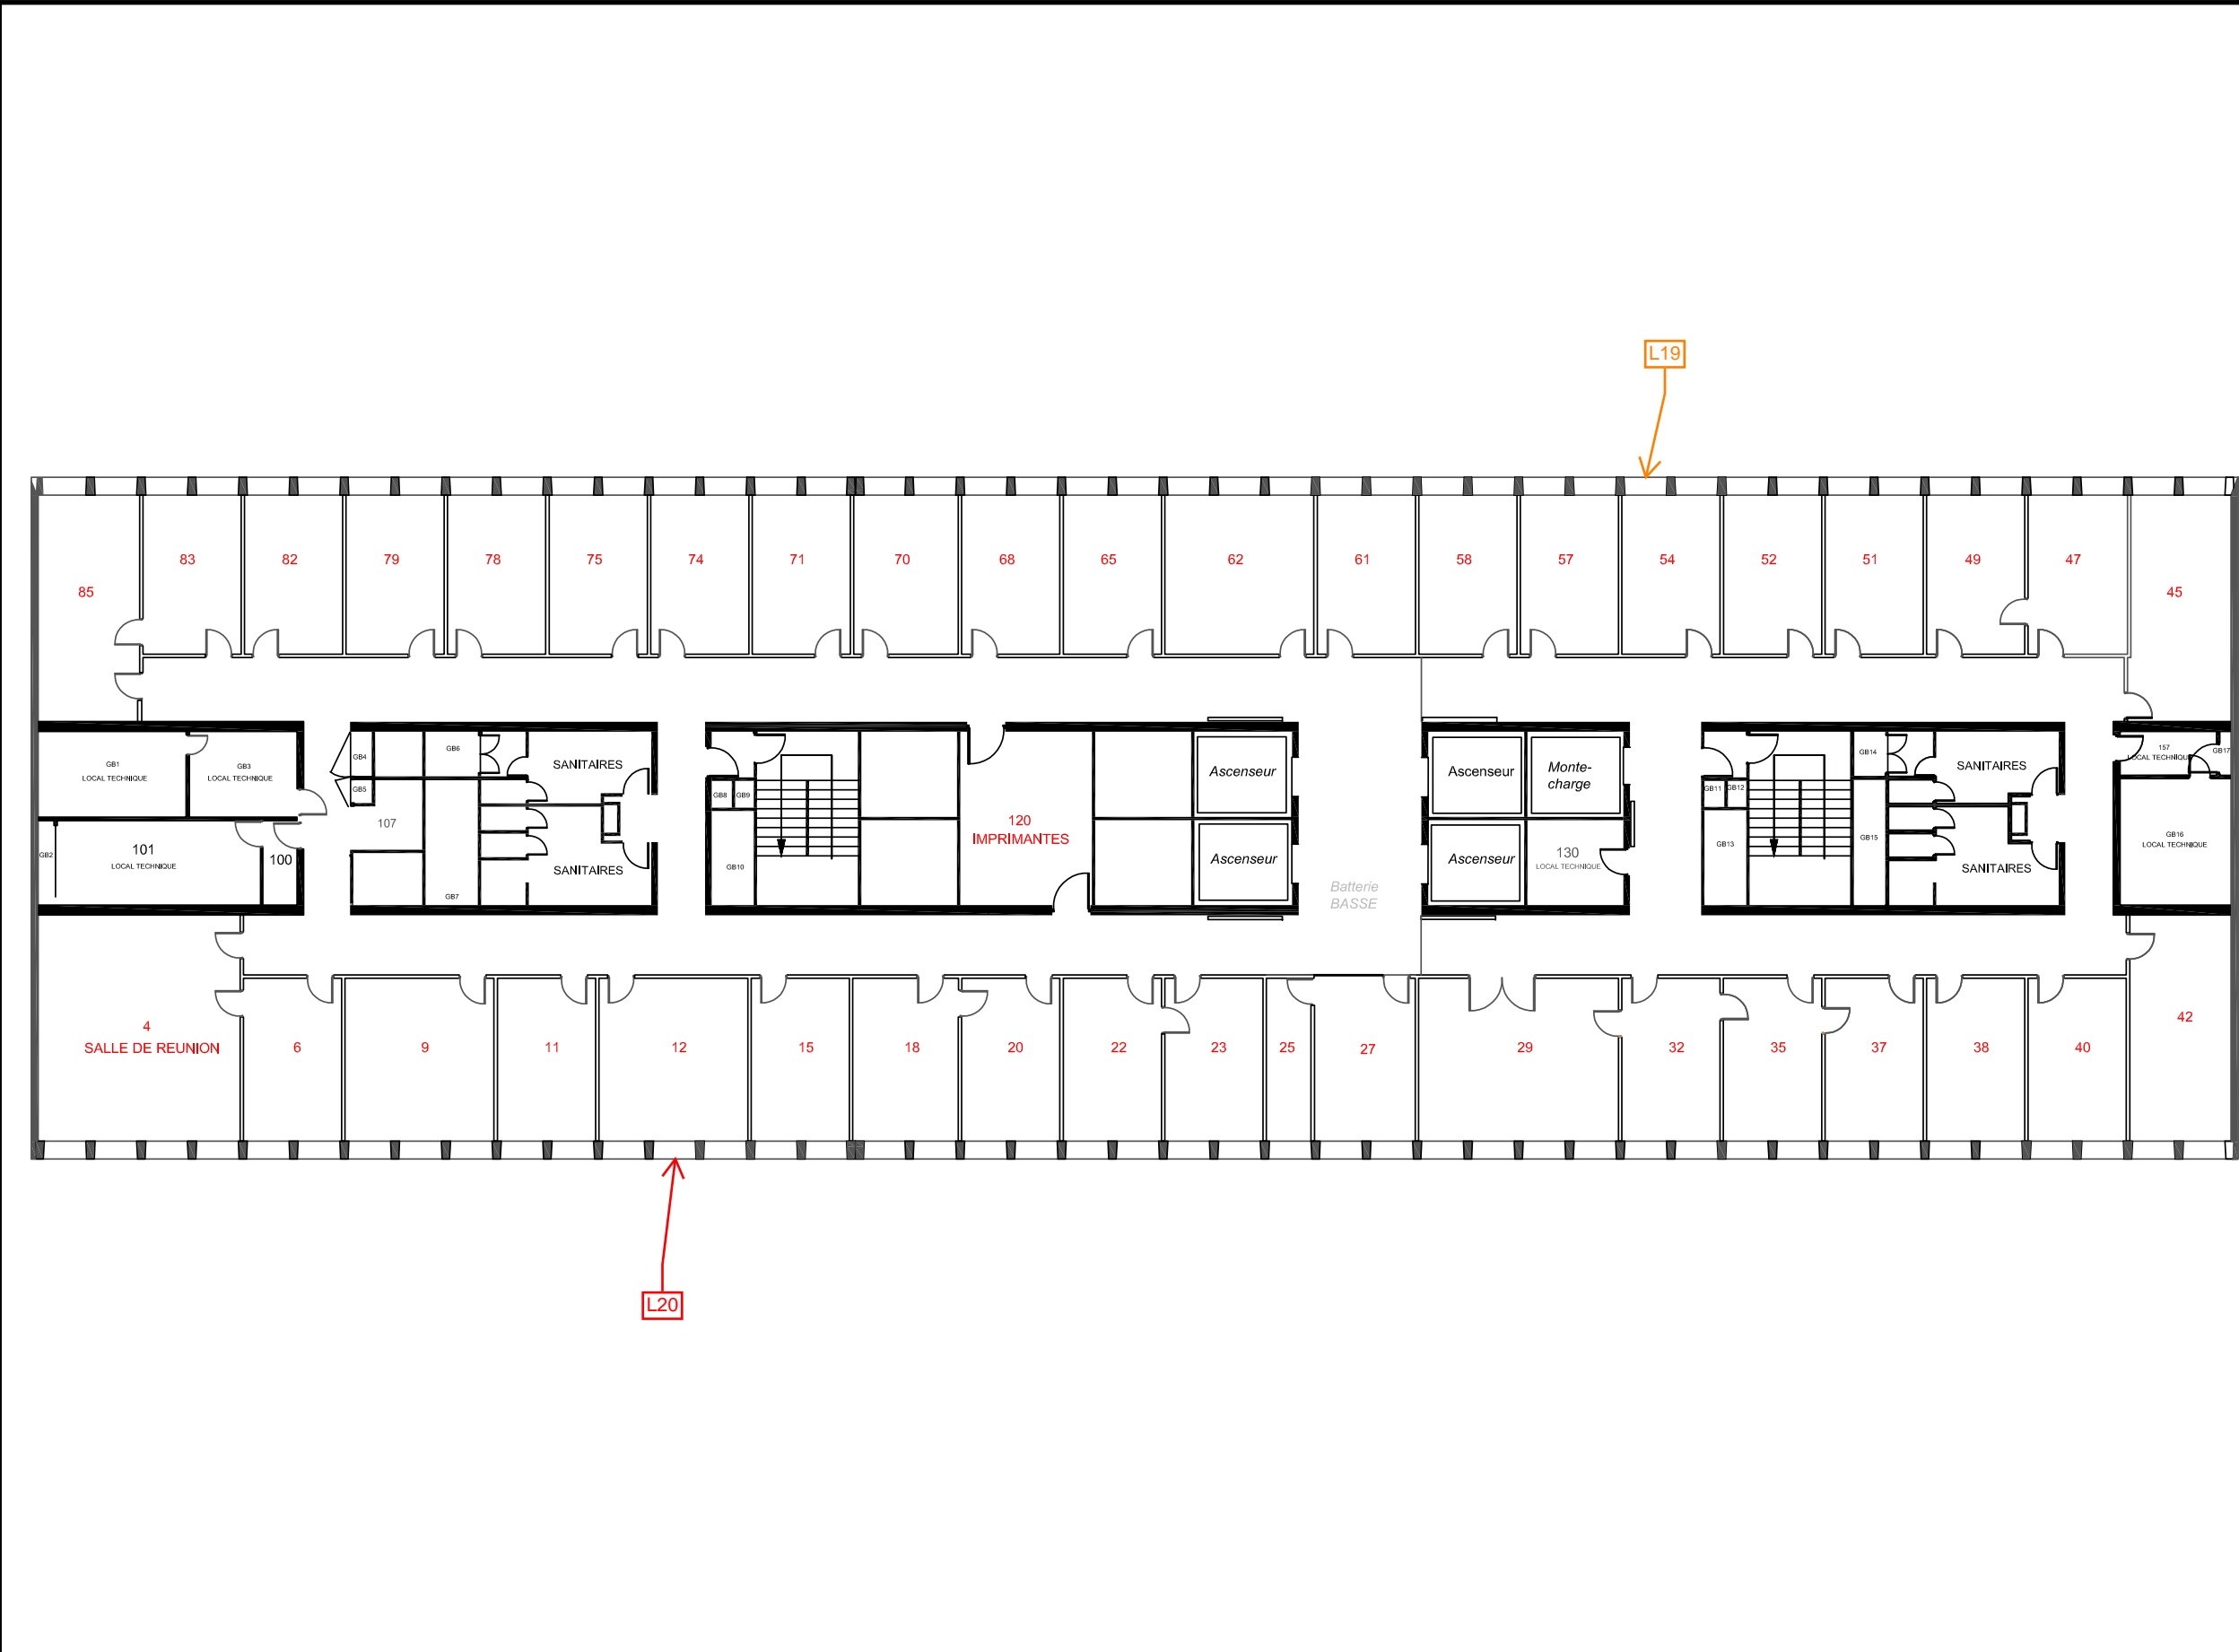 L19
83
82
79
78
75
74
71
70
68
65
62
61
58
57
54
52
51
49
47
85
45
GB1
LOCAL TECHNIQUE
GB3
LOCAL TECHNIQUE
GB4
GB5
GB6
SANITAIRES
Ascenseur
Ascenseur
Monte-
charge
GB14
SANITAIRES
157
LOCAL TECHNIQUE
GB17
GB8
GB9
GB11
GB12
107
120
IMPRIMANTES
GB2
101
LOCAL TECHNIQUE
100
GB7
SANITAIRES
GB10
Ascenseur
Batterie
BASSE
Ascenseur
130
LOCAL TECHNIQUE
GB13
GB15
SANITAIRES
GB16
LOCAL TECHNIQUE
4
SALLE DE REUNION
6
9
11
12
15
18
20
22
23
25
27
29
32
35
37
38
40
42
L20